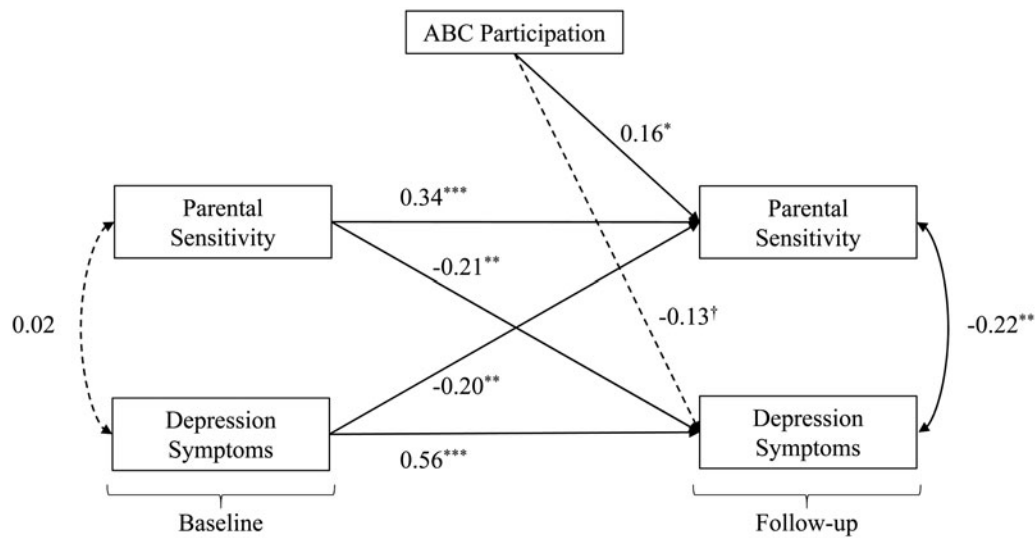 ABC Participation
0.16*
0.34***
Parental
Sensitivity
Parental
Sensitivity
-0.21**
0.02
-0.13†
-0.22**
-0.20**
Depression
Symptoms
Depression
Symptoms
0.56***
Baseline
Follow-up